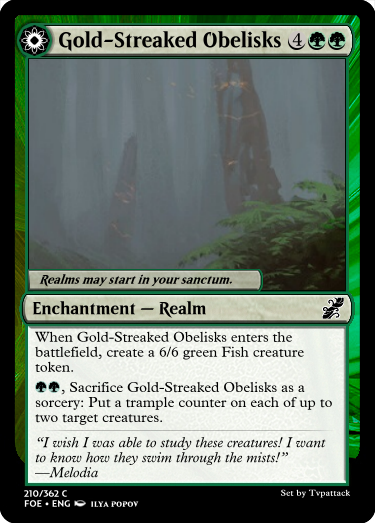 Gold-Streaked Obelisks 4
Realms may start in your sanctum.
Enchantment — Realm
When Gold-Streaked Obelisks enters the
battlefield, create a 6/6 green Fish creature
token.
, Sacrifice Gold-Streaked Obelisks as a
sorcery: Put a trample counter on each of up to
two target creatures.
“I wish I was able to study these creatures! I want
to know how they swim through the mists!”
—Melodia
210/362 C
Set by Tvpattack
FOE • ENG ILYA POPOV